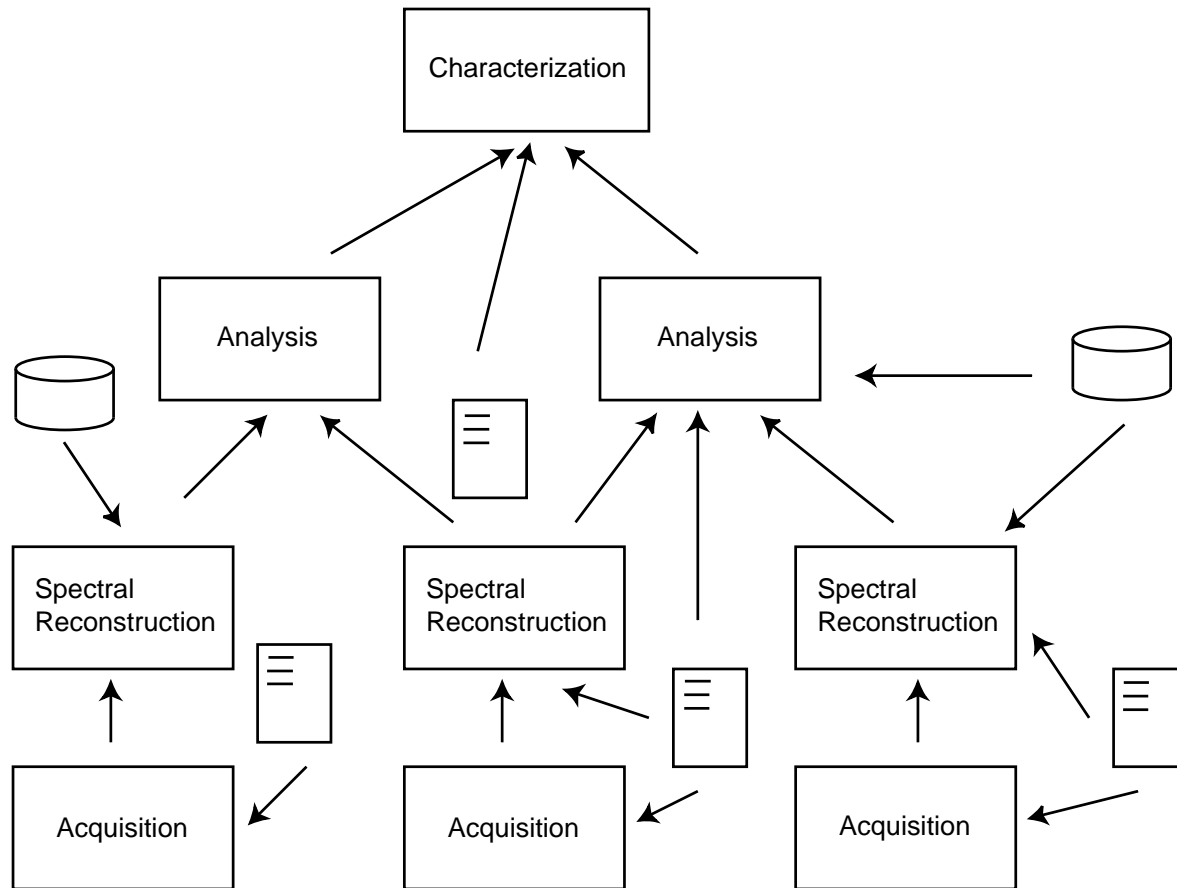 Characterization
Analysis
Analysis
Spectral
Reconstruction
Spectral
Reconstruction
Spectral
Reconstruction
Acquisition
Acquisition
Acquisition